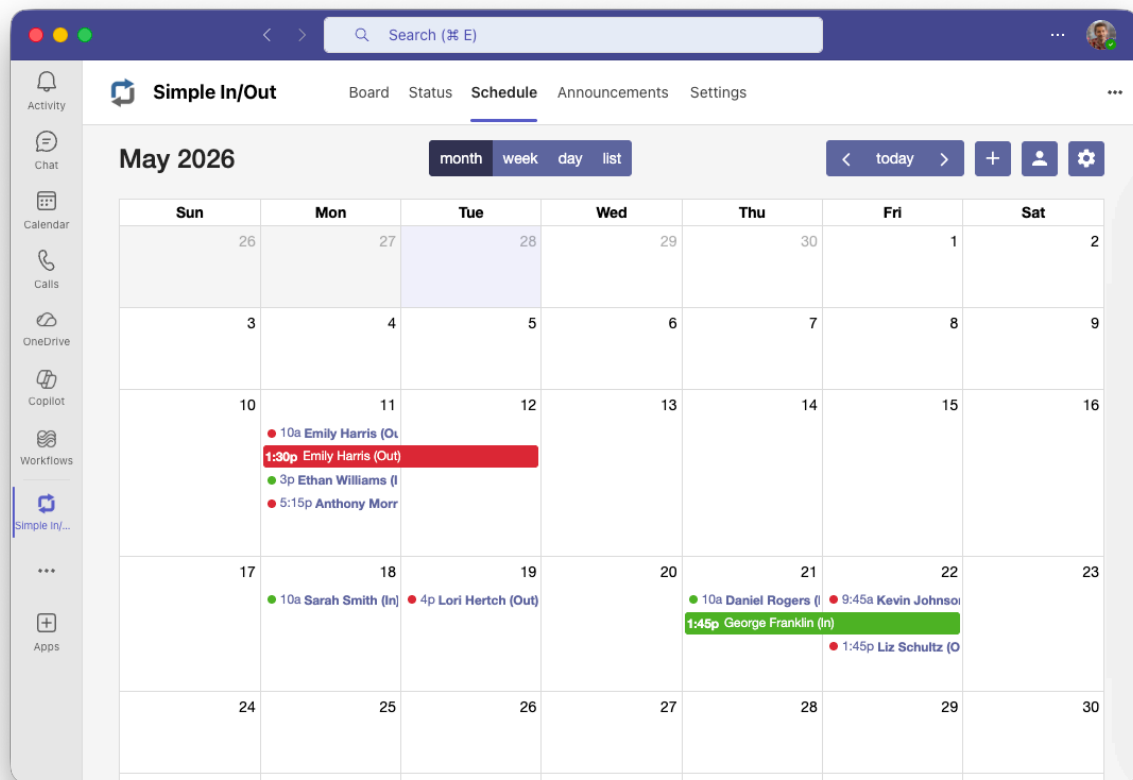 Search (⌘ E)
Activity
Chat
Calendar
Calls
OneDrive
Copilot
Workflows
Simple In/...
Apps
Simple In/Out
Board Status Schedule Announcements Settings
May 2026
month week day list
today
Sun Mon Tue Wed Thu Fri Sat
26 27 28 29 30 1 2
3 4 5 6 7 8 9
10 11 12 13 14 15 16
10a Emily Harris (Ou
1:30p Emily Harris (Out)
3p Ethan Williams (I
5:15p Anthony Morr
17 18 19 20 21 22 23
10a Sarah Smith (In) 4p Lori Hertch (Out) 10a Daniel Rogers (I 9:45a Kevin Johnson
1:45p George Franklin (In)
1:45p Liz Schultz (O
24 25 26 27 28 29 30